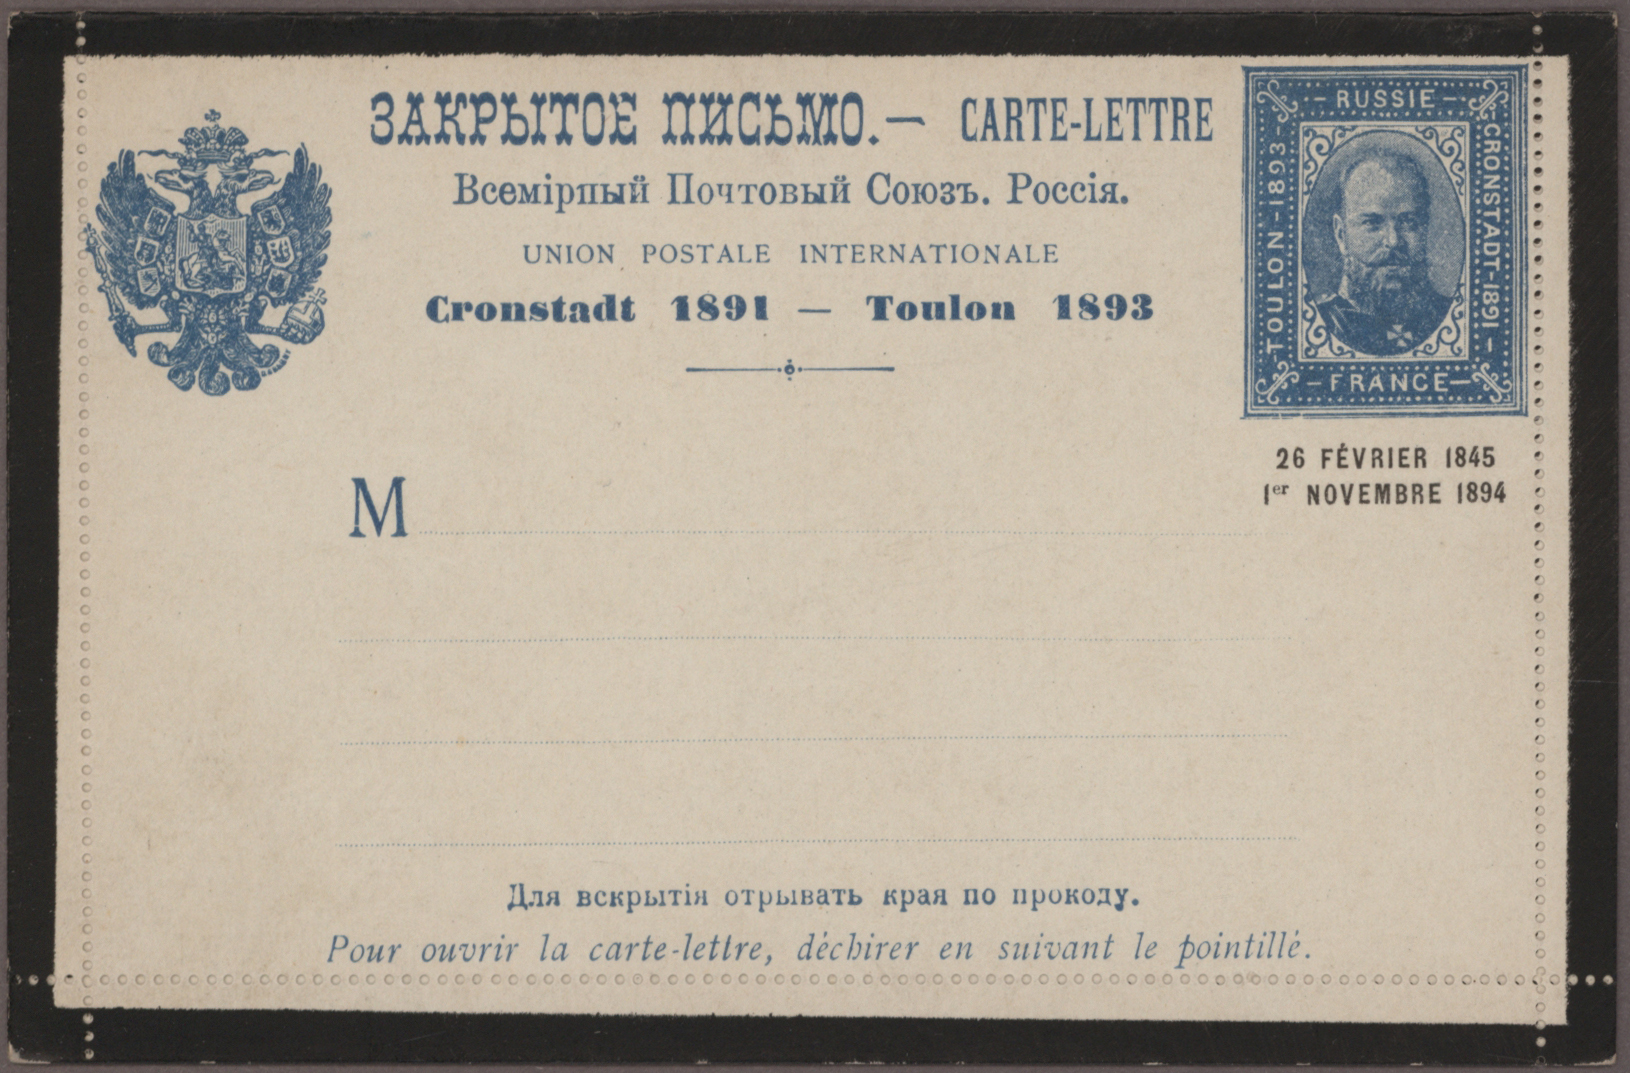 ЗАКРЫТОЕ ПИСЬМО. — CARTE-LETTRE
Всемірпый Почтовый Союзъ. Россія.
UNION POSTALE INTERNATIONALE
Cronstadt 1891 — Toulon 1893
— RUSSIE —
TOULON-1893-
CRONSTADT-1891-
— FRANCE —
26 FÉVRIER 1845
1er NOVEMBRE 1894
M
Для вскрытія отрывать края по прокоду.
Pour ouvrir la carte-lettre, déchirer en suivant le pointillé.